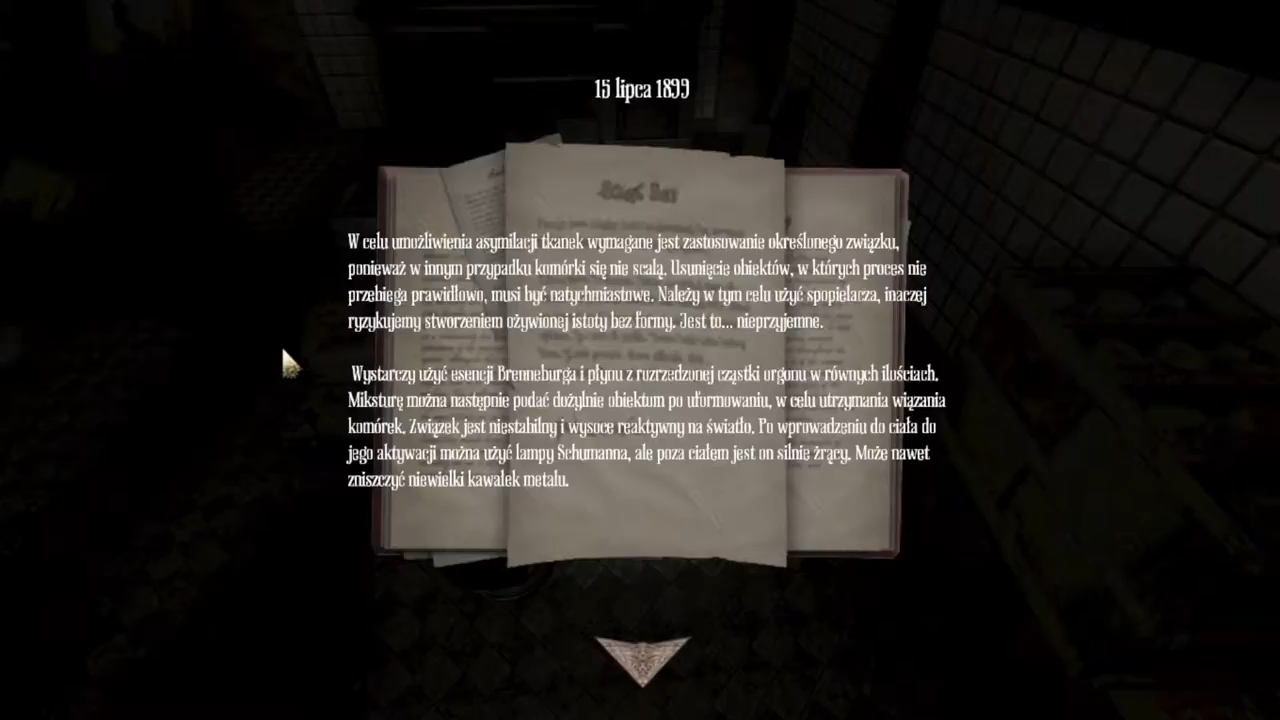 15 lipca 1899
W celu umożliwienia asymilacji tkanek wymagane jest zastosowanie określonego związku,
ponieważ w innym przypadku komórki się nie scalą. Usunięcie obiektów, w których proces nie
przebiega prawidłowo, musi być natychmiastowe. Należy w tym celu użyć spopielacza, inaczej
ryzykujemy stworzeniem ożywionej istoty bez formy. Jest to... nieprzyjemne.
Wystarczy użyć esencji Brenneburga i płynu z rozrzedzonej cząstki orgonu w równych ilościach.
Miksturę można następnie podać dożylnie obiektom po uformowaniu, w celu utrzymania wiązania
komórek. Związek jest niestabilny i wysoce reaktywny na światło. Po wprowadzeniu do ciała do
jego aktywacji można użyć lampy Schumanna, ale poza ciałem jest on silnie żrący. Może nawet
zniszczyć niewielki kawałek metalu.